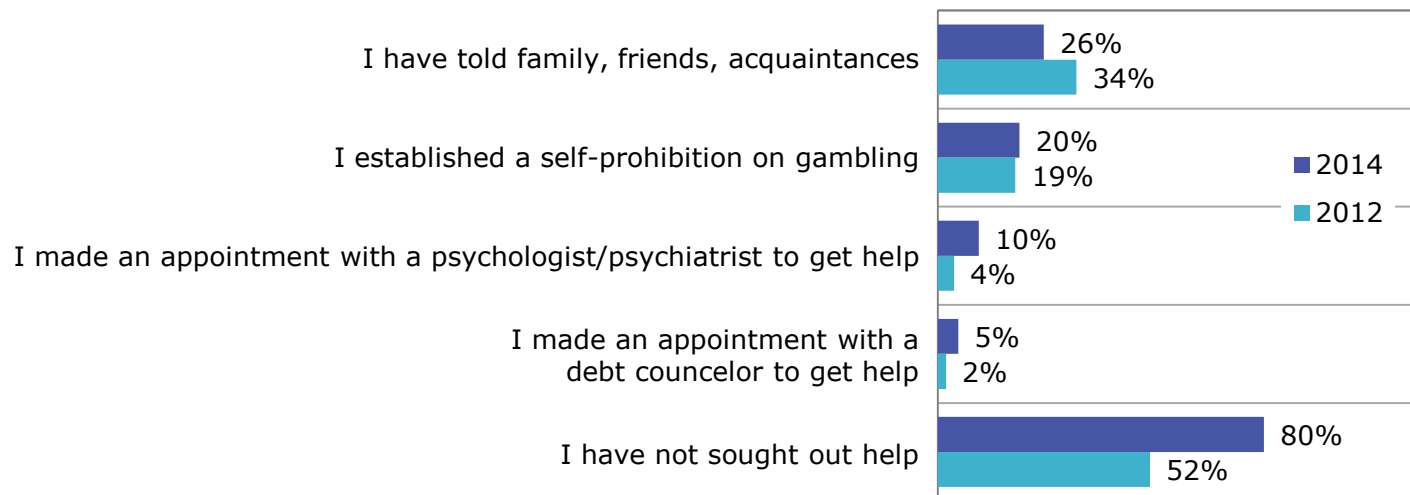 I have told family, friends, acquaintances
26%
34%
I established a self-prohibition on gambling
20%
19%
2014
2012
I made an appointment with a psychologist/psychiatrist to get help
10%
4%
I made an appointment with a
debt councelor to get help
5%
2%
I have not sought out help
80%
52%